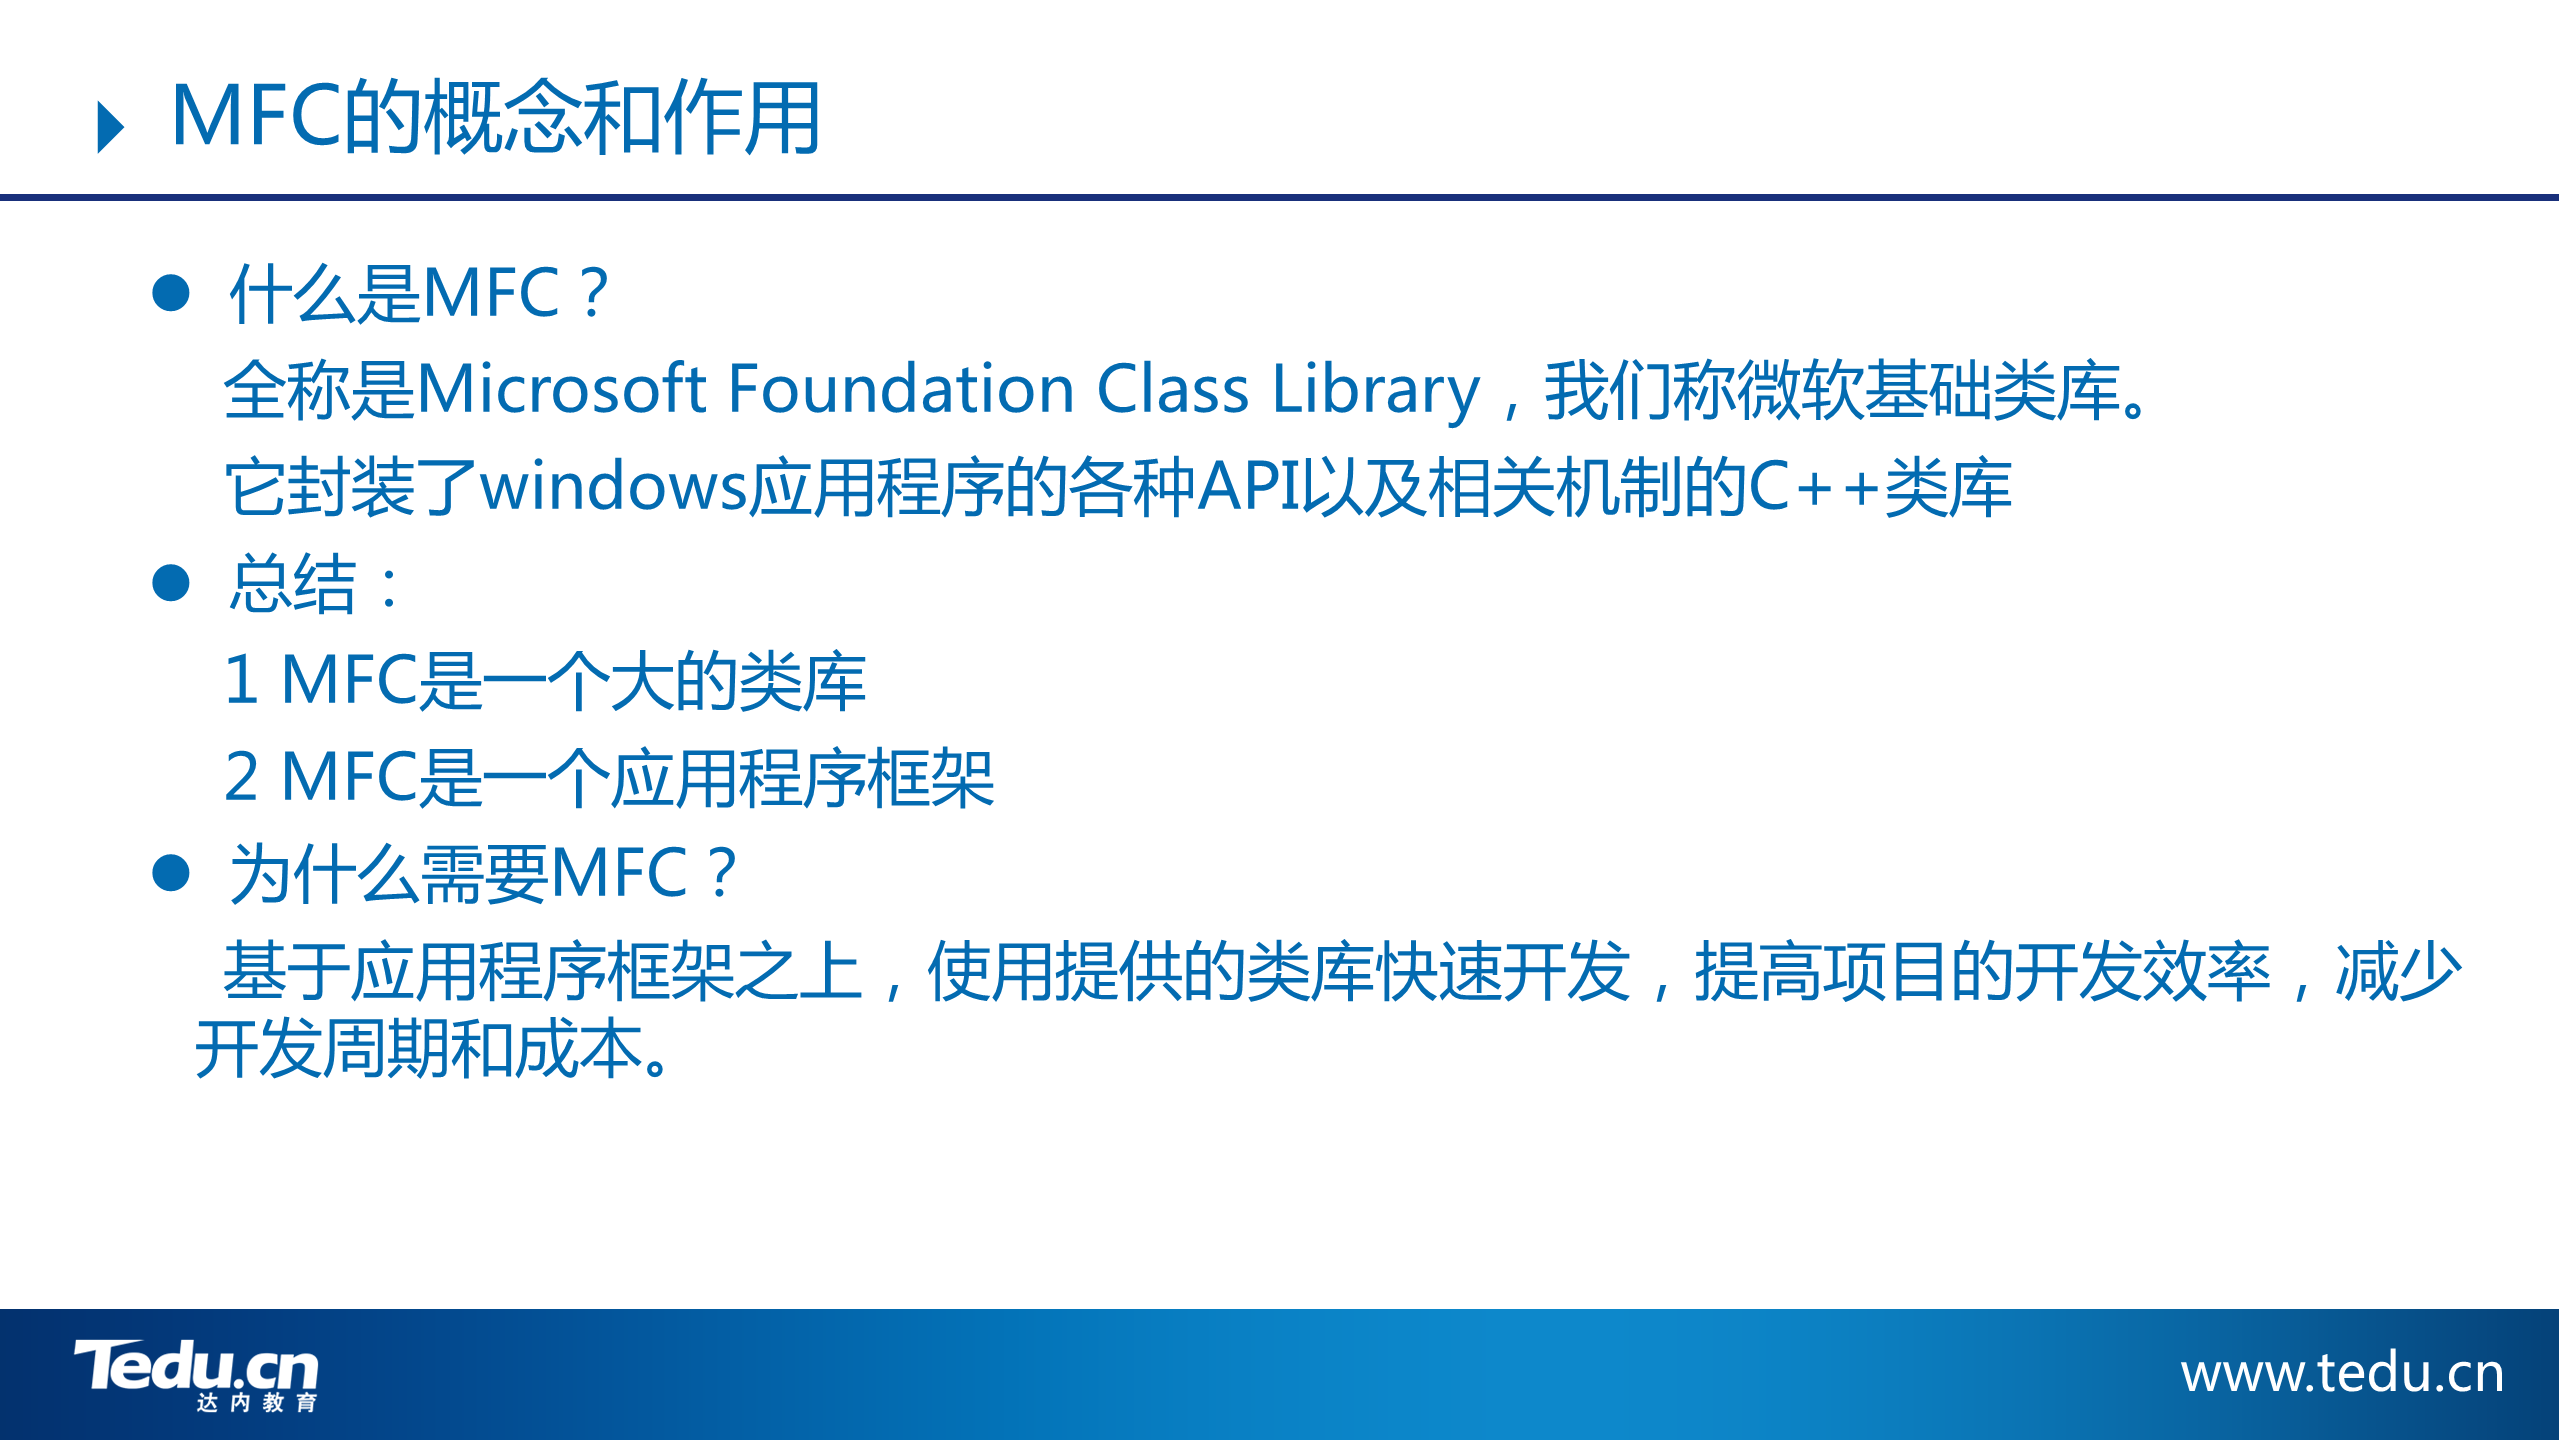 MFC的概念和作用
什么是MFC？
全称是Microsoft Foundation Class Library，我们称微软基础类库。
它封装了windows应用程序的各种API以及相关机制的C++类库
总结：
1 MFC是一个大的类库
2 MFC是一个应用程序框架
为什么需要MFC？
基于应用程序框架之上，使用提供的类库快速开发，提高项目的开发效率，减少
开发周期和成本。
Tedu.cn
达内教育
www.tedu.cn